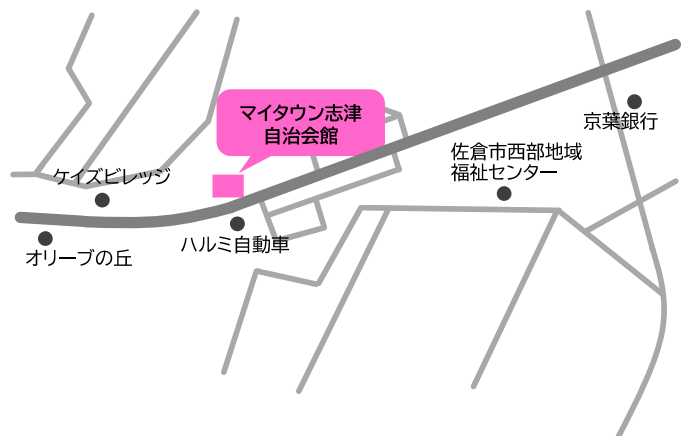 マイタウン志津
自治会館
京葉銀行
佐倉市西部地域
福祉センター
ケイズビレッジ
ハルミ自動車
オリーブの丘